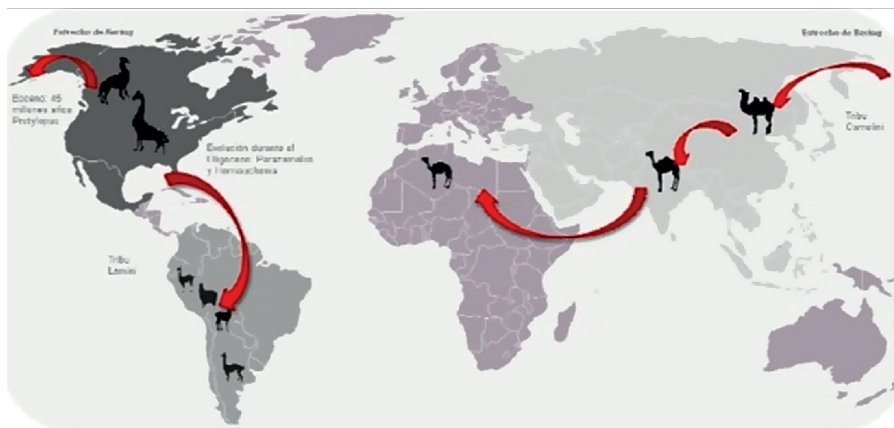 Estrecho de Bering
Estrecho de Bering
Eoceno: 45
millones años
Protylopus
Evolución durante el
Oligoceno: Paracamelus
y Hemiauchenia
Tribu
Camelini
Tribu
Lamini